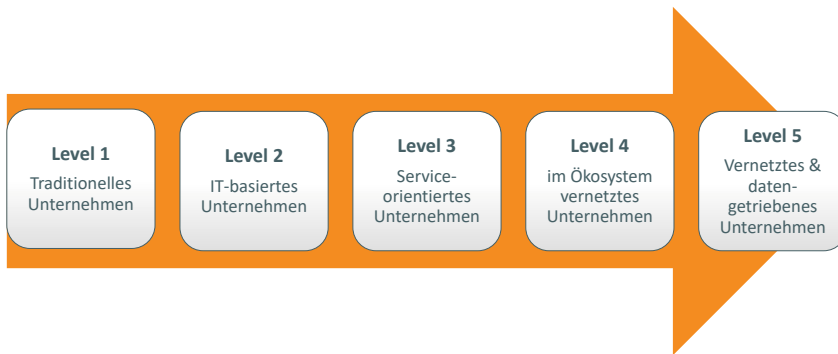 Level 1
Traditionelles
Unternehmen
Level 2
IT-basiertes
Unternehmen
Level 3
Service-
orientiertes
Unternehmen
Level 4
im Ökosystem
vernetztes
Unternehmen
Level 5
Vernetztes &
daten-
getriebenes
Unternehmen